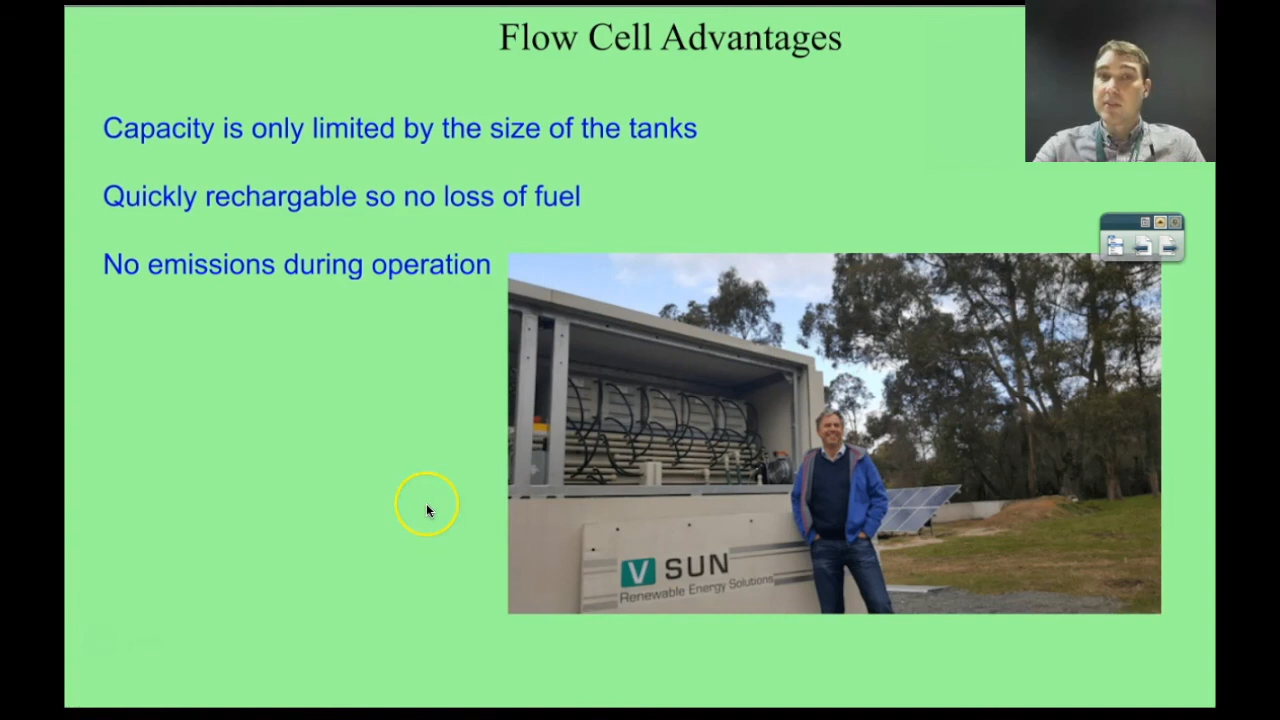 Flow Cell Advantages
Capacity is only limited by the size of the tanks
Quickly rechargable so no loss of fuel
No emissions during operation
V SUN
Renewable Energy Solutions